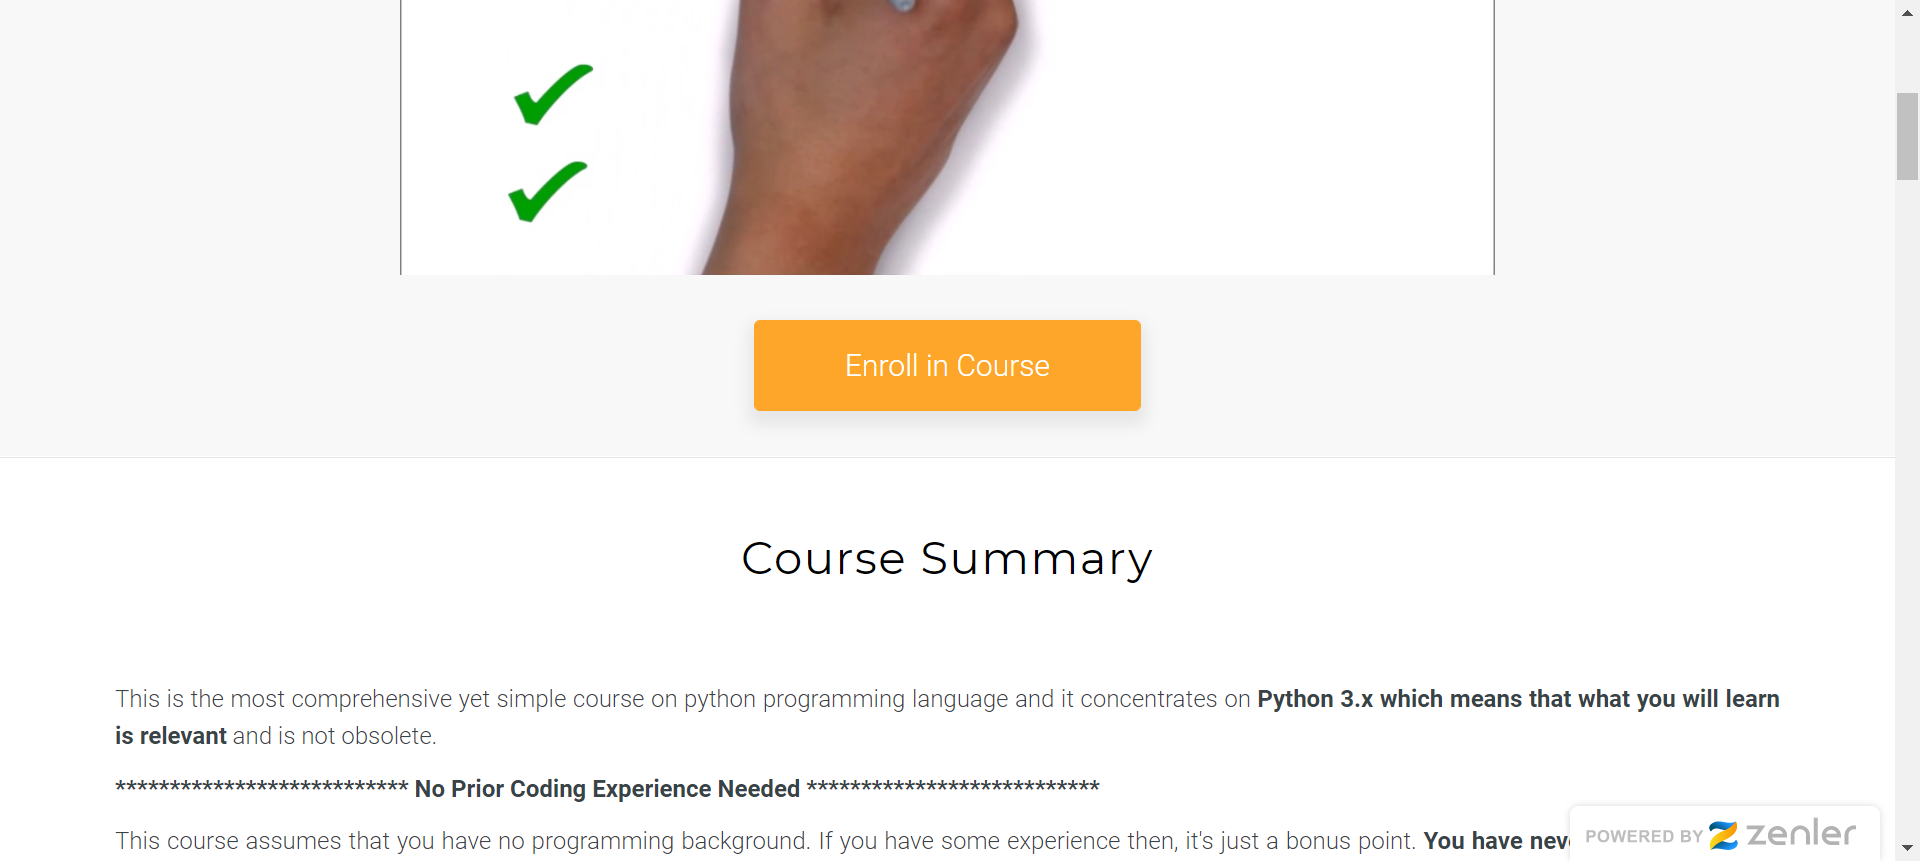 Enroll in Course
Course Summary
This is the most comprehensive yet simple course on python programming language and it concentrates on Python 3.x which means that what you will learn
is relevant and is not obsolete.
*************************** No Prior Coding Experience Needed ***************************
This course assumes that you have no programming background. If you have some experience then, it's just a bonus point. You have
POWERED BY zenler